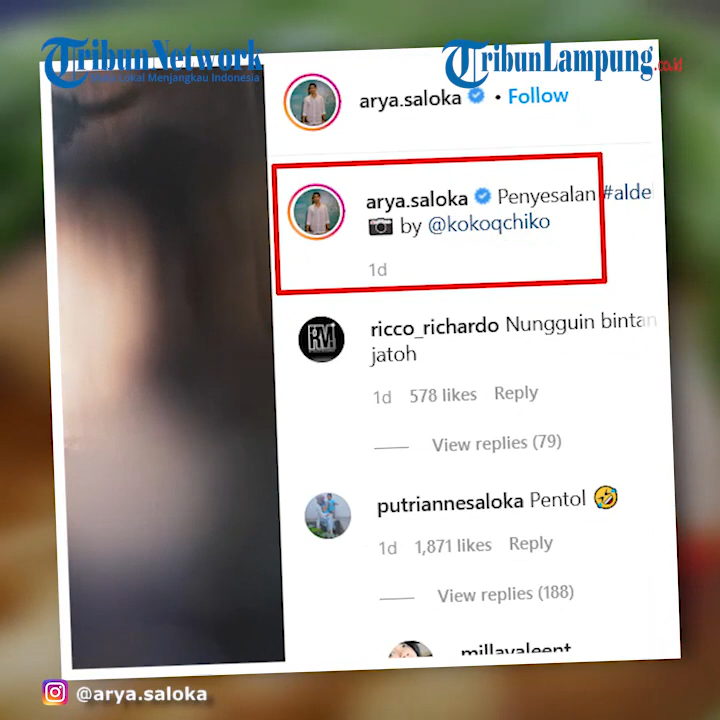 TribunNetwork
Menjangkau Indonesia
TribunLampung.co.id
arya.saloka • Follow
arya.saloka Penyesalan #alde
by @kokoqchiko
1d
ricco_richardo Nungguin bintan
jatoh
1d 578 likes Reply
View replies (79)
putriannesaloka Pentol 🤣
1d 1,871 likes Reply
View replies (188)
millavaleent
@arya.saloka